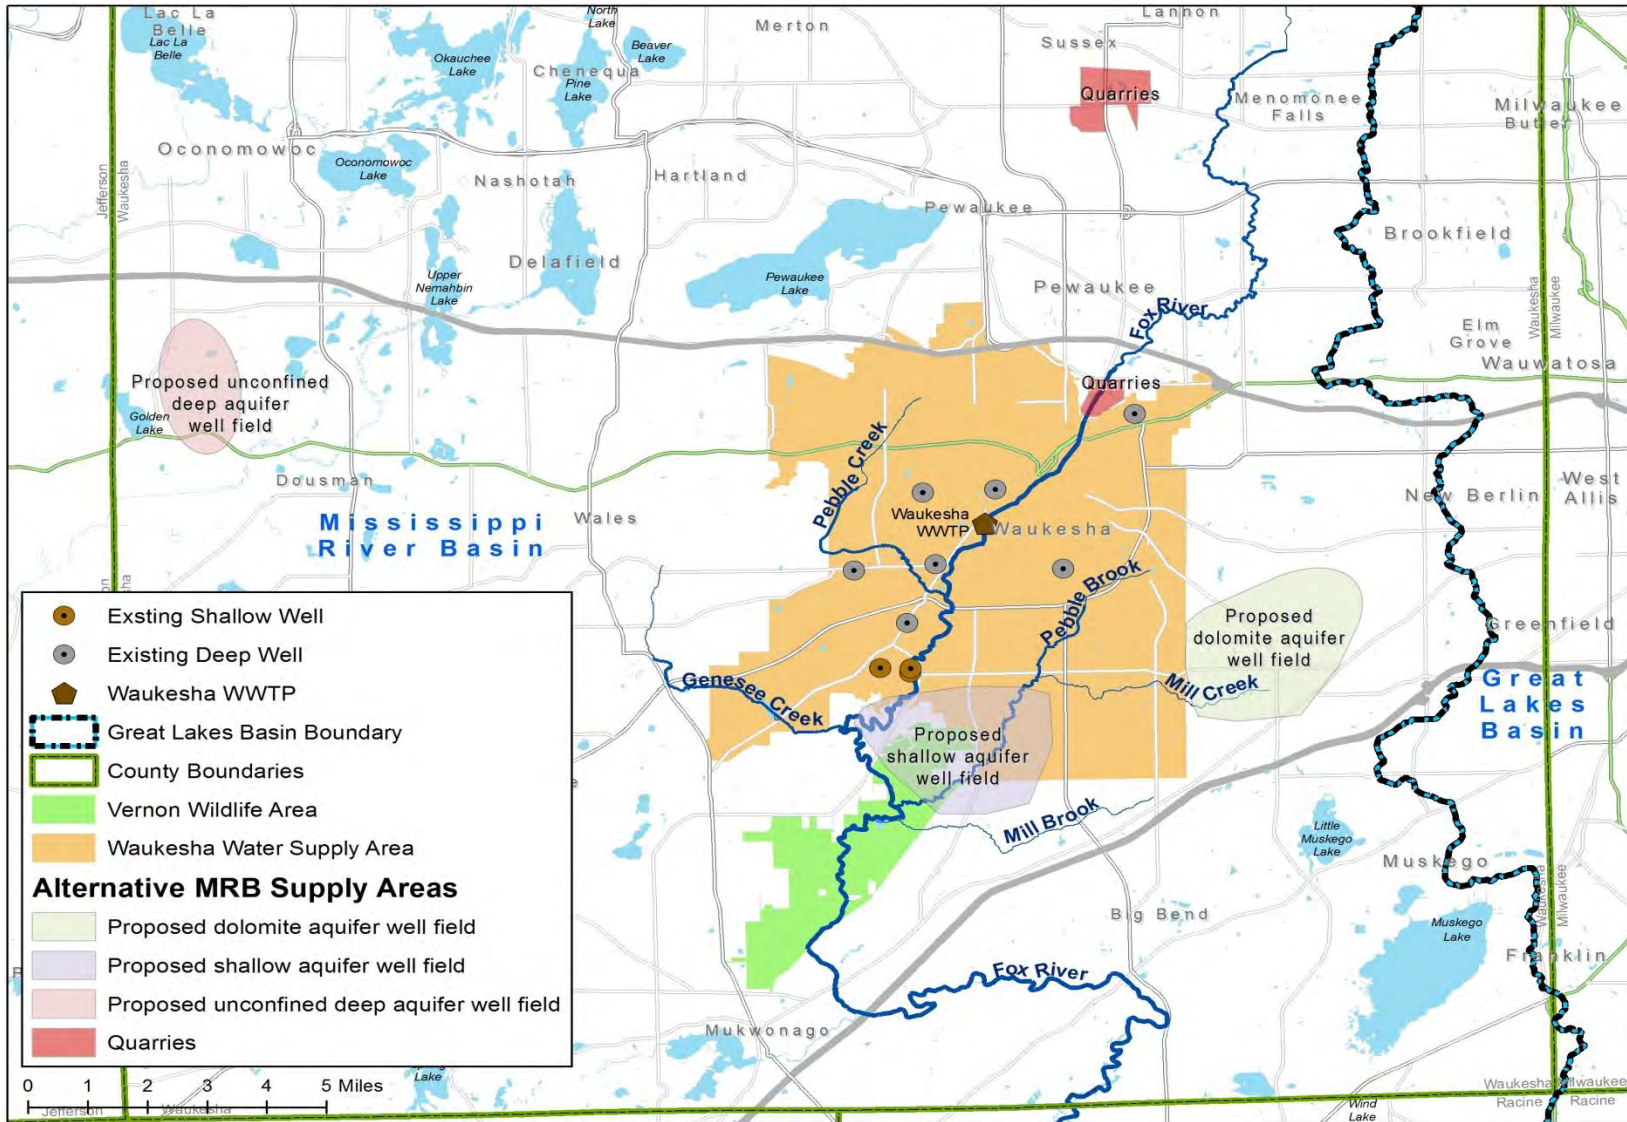 Lac La
Belle
Lac La
Belle
North
Lake
Merton
Lannon
Okauchee
Lake
Chenequa
Pine
Lake
Beaver
Lake
Sussex
Quarries
Menomonee
Falls
Milwaukee
Butler
Oconomowoc
Oconomowoc
Lake
Nashotah
Hartland
Jefferson
Waukesha
Pewaukee
Brookfield
Delafield
Upper
Nemahbin
Lake
Pewaukee
Lake
Pewaukee
Fox River
Waukesha
Milwaukee
Elm
Grove
Wauwatosa
Proposed unconfined
deep aquifer
well field
Golden
Lake
Quarries
Pebble Creek
Dousman
Mississippi
River Basin
Wales
Waukesha
WWTP
Waukesha
New Berlin
West
Allis
Pebble Brook
Proposed
dolomite aquifer
well field
Greenfield
Genesee Creek
Mill Creek
Great
Lakes
Basin
Proposed
shallow aquifer
well field
Mill Brook
Little
Muskego
Lake
Muskego
Waukesha
Milwaukee
Big Bend
Muskego
Lake
Franklin
Fox River
Mukwonago
Lake
Waukesha
Milwaukee
Racine
Racine
Wind
Lake
Exsting Shallow Well
Existing Deep Well
Waukesha WWTP
Great Lakes Basin Boundary
County Boundaries
Vernon Wildlife Area
Waukesha Water Supply Area
Alternative MRB Supply Areas
Proposed dolomite aquifer well field
Proposed shallow aquifer well field
Proposed unconfined deep aquifer well field
Quarries
0 1 2 3 4 5 Miles
Jefferson
Waukesha